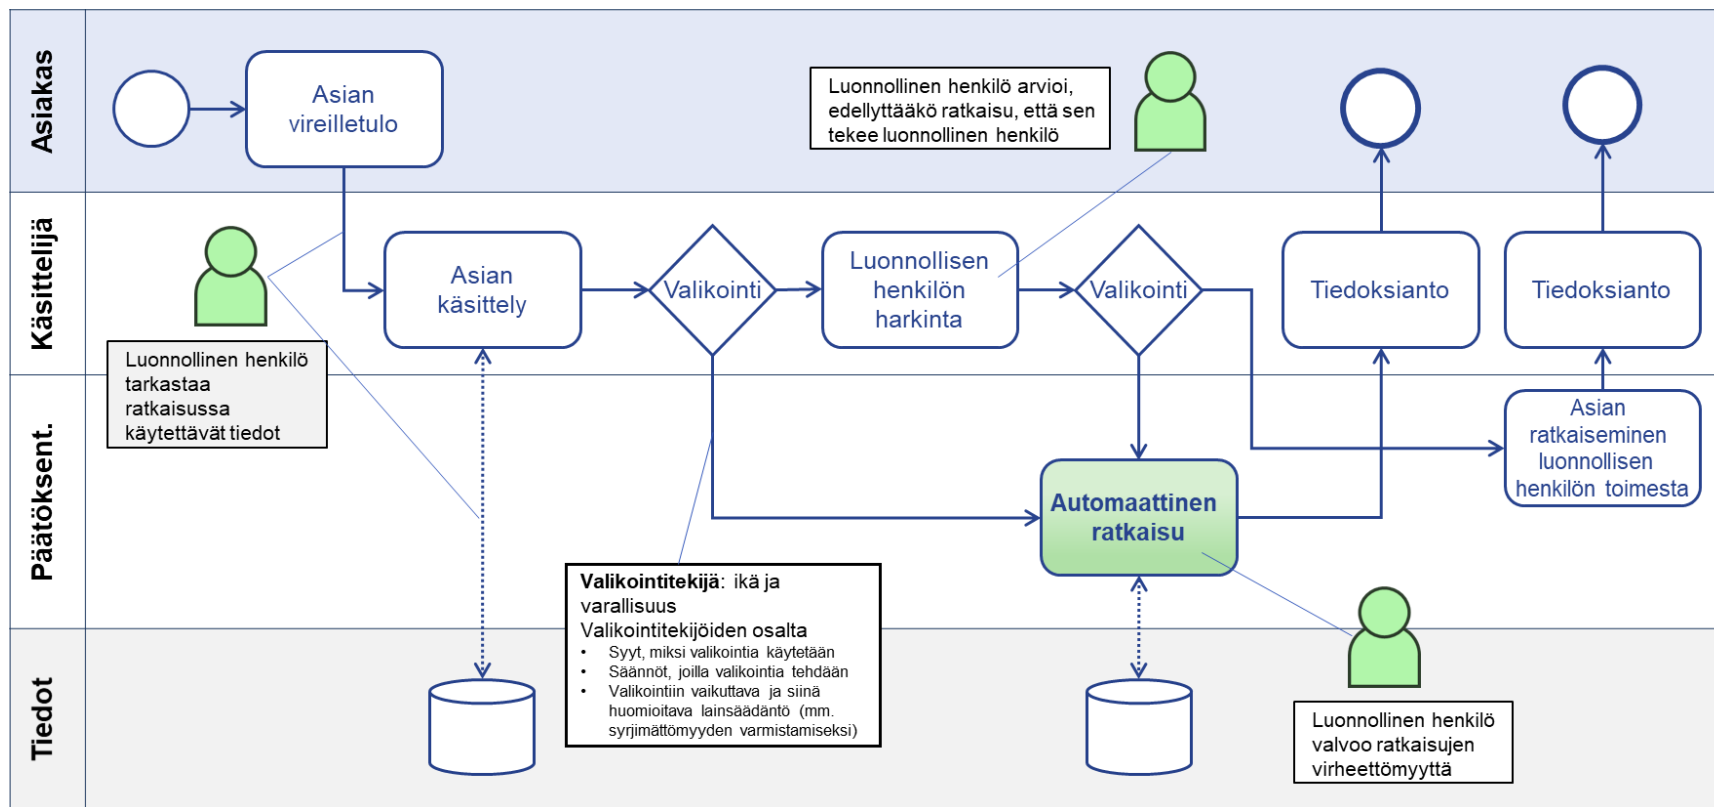 Asiakas
Asian
vireilletulo
Luonnollinen henkilö arvioi,
edellyttääkö ratkaisu, että sen
tekee luonnollinen henkilö
Käsittelijä
Asian
käsittely
Valikointi
Luonnollisen
henkilön
harkinta
Valikointi
Tiedoksianto
Tiedoksianto
Luonnollinen henkilö
tarkastaa
ratkaisussa
käytettävät tiedot
Päätöksent.
Asian
ratkaiseminen
luonnollisen
henkilön toimesta
Automaattinen
ratkaisu
Valikointitekijä: ikä ja
varallisuus
Valikointitekijöiden osalta
• Syyt, miksi valikointia käytetään
• Säännöt, joilla valikointia tehdään
• Valikointiin vaikuttava ja siinä
huomioitava lainsäädäntö (mm.
syrjimättömyyden varmistamiseksi)
Tiedot
Luonnollinen henkilö
valvoo ratkaisujen
virheettömyyttä